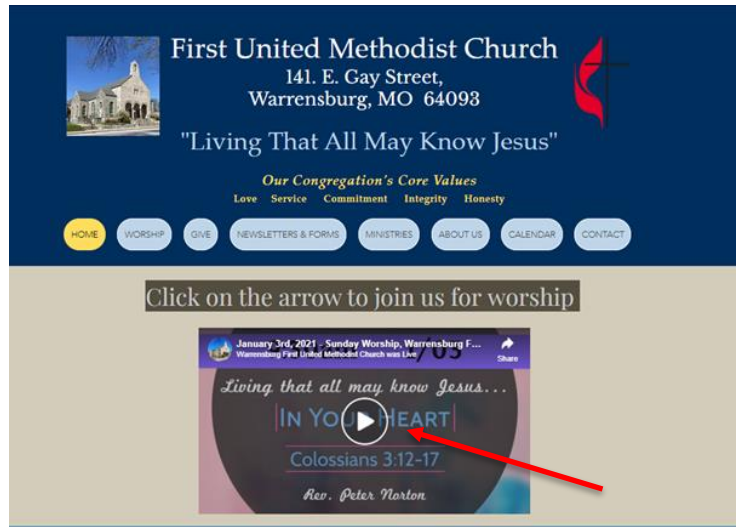 First United Methodist Church
141. E. Gay Street,
Warrensburg, MO 64093
"Living That All May Know Jesus"
Our Congregation's Core Values
Love Service Commitment Integrity Honesty
HOME WORSHIP GIVE NEWSLETTERS & FORMS MINISTRIES ABOUT US CALENDAR CONTACT
Click on the arrow to join us for worship
January 3rd, 2021 - Sunday Worship, Warrensburg F...
Warrensburg First United Methodist Church was Live
Share
Living that all may know Jesus...
IN YOUR HEART
Colossians 3:12-17
Rev. Peter Norton